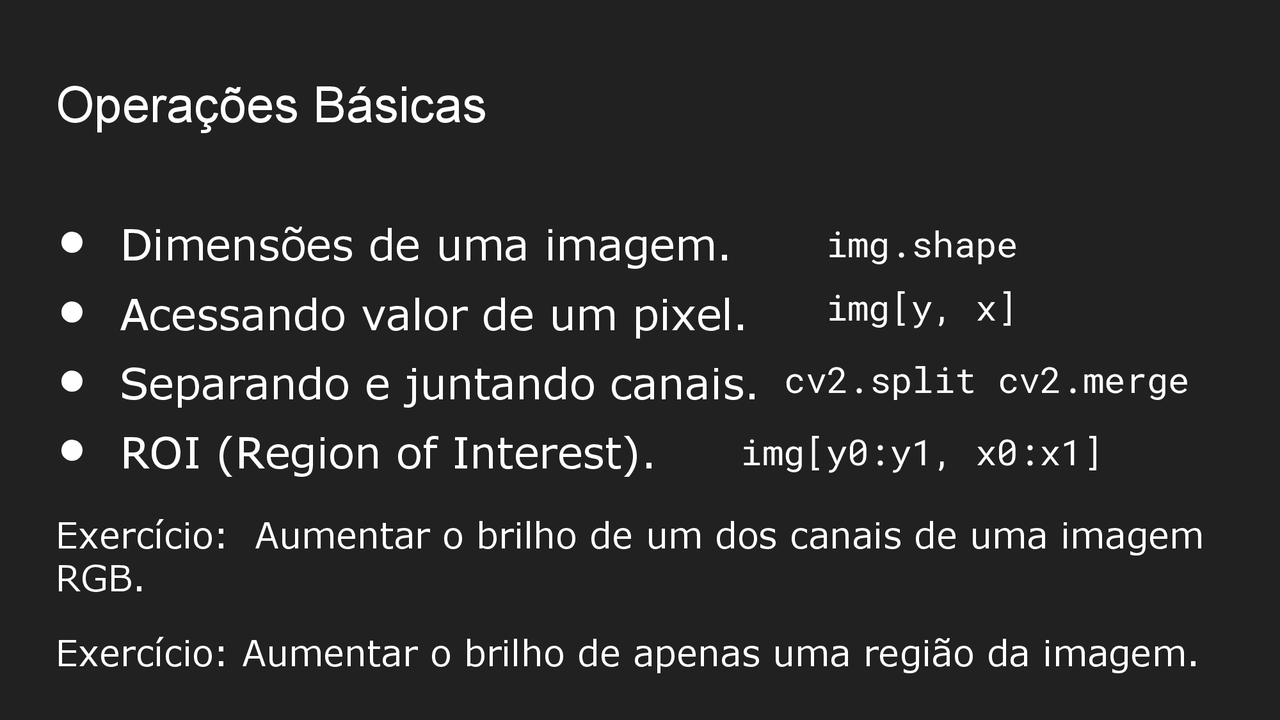 Operações Básicas
● Dimensões de uma imagem. img.shape
● Acessando valor de um pixel. img[y, x]
● Separando e juntando canais. cv2.split cv2.merge
● ROI (Region of Interest). img[y0:y1, x0:x1]
Exercício: Aumentar o brilho de um dos canais de uma imagem
RGB.
Exercício: Aumentar o brilho de apenas uma região da imagem.